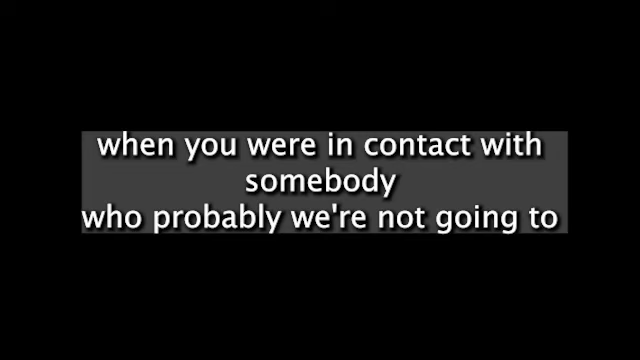 when you were in contact with
somebody
who probably we're not going to